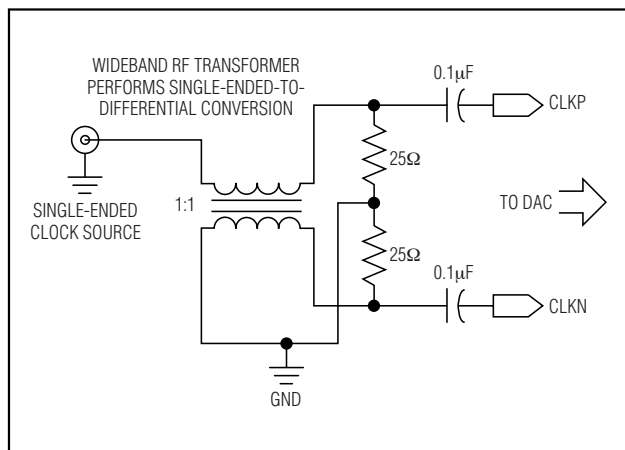 WIDEBAND RF TRANSFORMER
PERFORMS SINGLE-ENDED-TO-
DIFFERENTIAL CONVERSION
0.1μF
CLKP
25Ω
SINGLE-ENDED
CLOCK SOURCE
1:1
TO DAC
25Ω
0.1μF
CLKN
GND